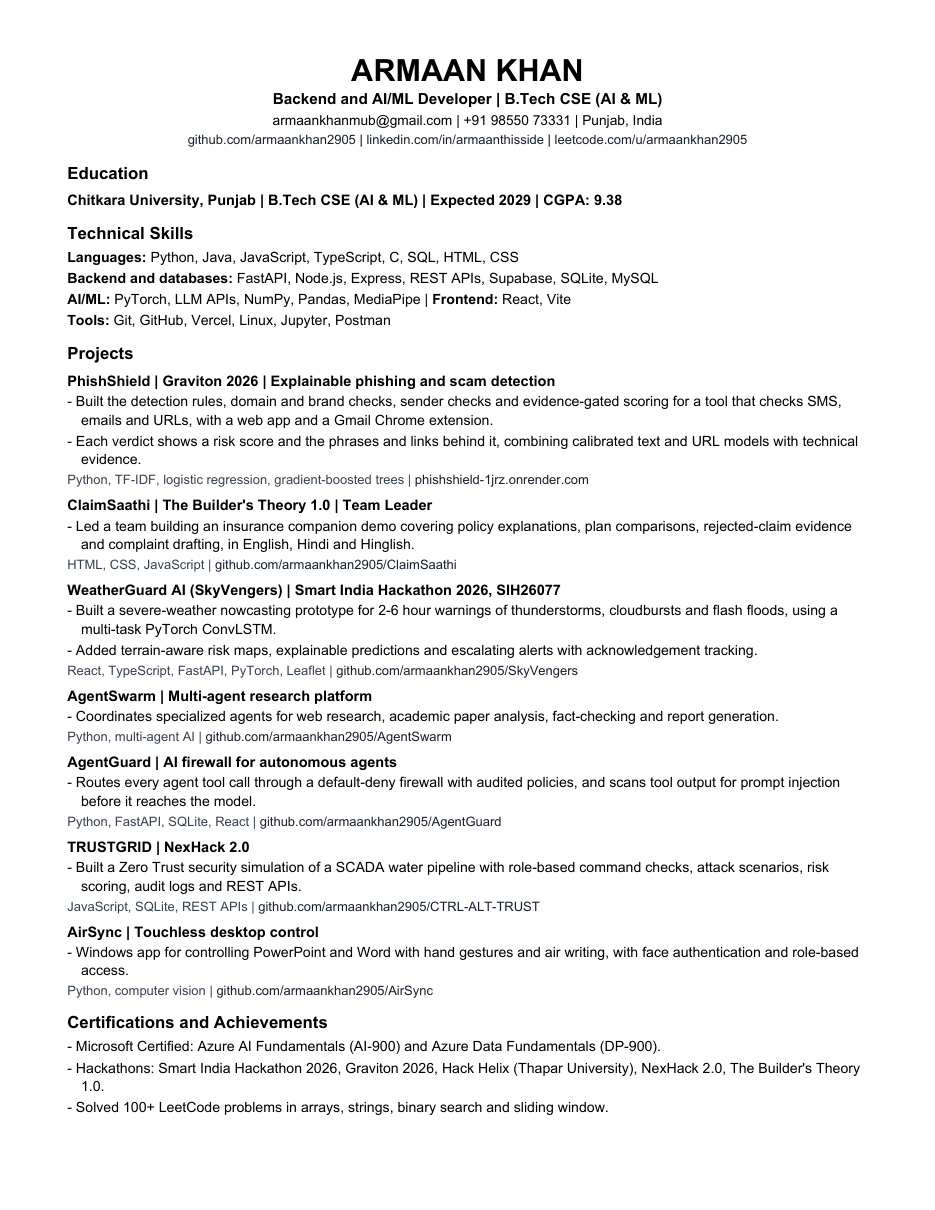 ARMAAN KHAN
Backend and AI/ML Developer | B.Tech CSE (AI & ML)
armaankhanmub@gmail.com | +91 98550 73331 | Punjab, India
github.com/armaankhan2905 | linkedin.com/in/armaanthisside | leetcode.com/u/armaankhan2905
Education
Chitkara University, Punjab | B.Tech CSE (AI & ML) | Expected 2029 | CGPA: 9.38
Technical Skills
Languages: Python, Java, JavaScript, TypeScript, C, SQL, HTML, CSS
Backend and databases: FastAPI, Node.js, Express, REST APIs, Supabase, SQLite, MySQL
AI/ML: PyTorch, LLM APIs, NumPy, Pandas, MediaPipe | Frontend: React, Vite
Tools: Git, GitHub, Vercel, Linux, Jupyter, Postman
Projects
PhishShield | Graviton 2026 | Explainable phishing and scam detection
- Built the detection rules, domain and brand checks, sender checks and evidence-gated scoring for a tool that checks SMS,
emails and URLs, with a web app and a Gmail Chrome extension.
- Each verdict shows a risk score and the phrases and links behind it, combining calibrated text and URL models with technical
evidence.
Python, TF-IDF, logistic regression, gradient-boosted trees | phishshield-1jrz.onrender.com
ClaimSaathi | The Builder's Theory 1.0 | Team Leader
- Led a team building an insurance companion demo covering policy explanations, plan comparisons, rejected-claim evidence
and complaint drafting, in English, Hindi and Hinglish.
HTML, CSS, JavaScript | github.com/armaankhan2905/ClaimSaathi
WeatherGuard AI (SkyVengers) | Smart India Hackathon 2026, SIH26077
- Built a severe-weather nowcasting prototype for 2-6 hour warnings of thunderstorms, cloudbursts and flash floods, using a
multi-task PyTorch ConvLSTM.
- Added terrain-aware risk maps, explainable predictions and escalating alerts with acknowledgement tracking.
React, TypeScript, FastAPI, PyTorch, Leaflet | github.com/armaankhan2905/SkyVengers
AgentSwarm | Multi-agent research platform
- Coordinates specialized agents for web research, academic paper analysis, fact-checking and report generation.
Python, multi-agent AI | github.com/armaankhan2905/AgentSwarm
AgentGuard | AI firewall for autonomous agents
- Routes every agent tool call through a default-deny firewall with audited policies, and scans tool output for prompt injection
before it reaches the model.
Python, FastAPI, SQLite, React | github.com/armaankhan2905/AgentGuard
TRUSTGRID | NexHack 2.0
- Built a Zero Trust security simulation of a SCADA water pipeline with role-based command checks, attack scenarios, risk
scoring, audit logs and REST APIs.
JavaScript, SQLite, REST APIs | github.com/armaankhan2905/CTRL-ALT-TRUST
AirSync | Touchless desktop control
- Windows app for controlling PowerPoint and Word with hand gestures and air writing, with face authentication and role-based
access.
Python, computer vision | github.com/armaankhan2905/AirSync
Certifications and Achievements
- Microsoft Certified: Azure AI Fundamentals (AI-900) and Azure Data Fundamentals (DP-900).
- Hackathons: Smart India Hackathon 2026, Graviton 2026, Hack Helix (Thapar University), NexHack 2.0, The Builder's Theory
1.0.
- Solved 100+ LeetCode problems in arrays, strings, binary search and sliding window.